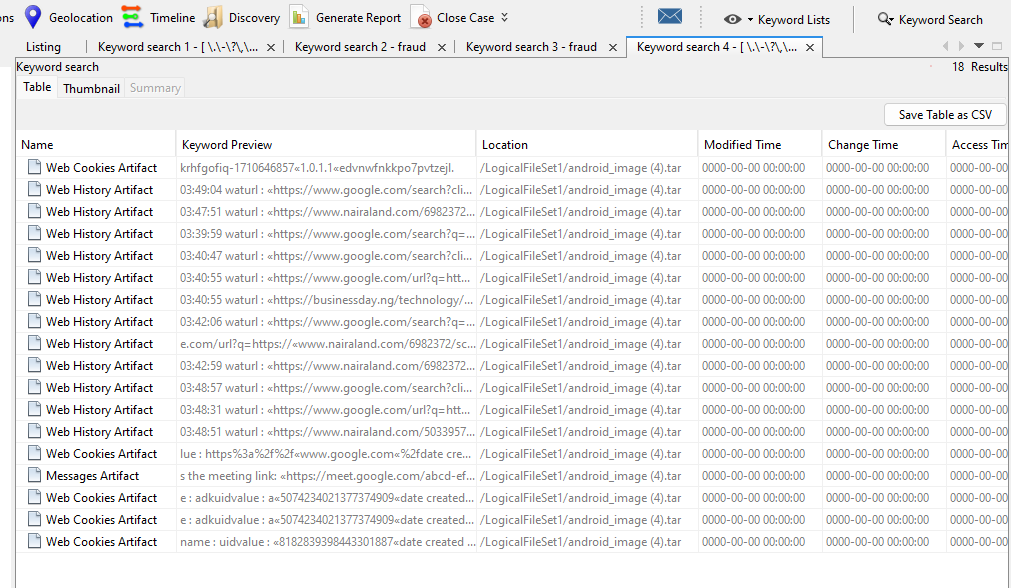 ons Geolocation Timeline Discovery Generate Report Close Case Keyword Lists Keyword Search
Listing Keyword search 1 - [ \.\-\?\,\... × Keyword search 2 - fraud × Keyword search 3 - fraud × Keyword search 4 - [ \.\-\?\,\... ×
Keyword search 18 Results
Table Thumbnail Summary
Save Table as CSV
Name Keyword Preview Location Modified Time Change Time Access Tim
Web Cookies Artifact krhfgofiq-1710646857«1.0.1.1«edvnwfnkkpo7pvtzejl. /LogicalFileSet1/android_image (4).tar 0000-00-00 00:00:00 0000-00-00 00:00:00 0000-00-00
Web History Artifact 03:49:04 waturl : «https://www.google.com/search?cli... /LogicalFileSet1/android_image (4).tar 0000-00-00 00:00:00 0000-00-00 00:00:00 0000-00-00
Web History Artifact 03:47:51 waturl : «https://www.nairaland.com/6982372... /LogicalFileSet1/android_image (4).tar 0000-00-00 00:00:00 0000-00-00 00:00:00 0000-00-00
Web History Artifact 03:39:59 waturl : «https://www.google.com/search?q=... /LogicalFileSet1/android_image (4).tar 0000-00-00 00:00:00 0000-00-00 00:00:00 0000-00-00
Web History Artifact 03:40:47 waturl : «https://www.google.com/search?cli... /LogicalFileSet1/android_image (4).tar 0000-00-00 00:00:00 0000-00-00 00:00:00 0000-00-00
Web History Artifact 03:40:55 waturl : «https://www.google.com/url?q=htt... /LogicalFileSet1/android_image (4).tar 0000-00-00 00:00:00 0000-00-00 00:00:00 0000-00-00
Web History Artifact 03:40:55 waturl : «https://businessday.ng/technology/... /LogicalFileSet1/android_image (4).tar 0000-00-00 00:00:00 0000-00-00 00:00:00 0000-00-00
Web History Artifact 03:42:06 waturl : «https://www.google.com/search?q=... /LogicalFileSet1/android_image (4).tar 0000-00-00 00:00:00 0000-00-00 00:00:00 0000-00-00
Web History Artifact e.com/url?q=https://«www.nairaland.com/6982372/sc... /LogicalFileSet1/android_image (4).tar 0000-00-00 00:00:00 0000-00-00 00:00:00 0000-00-00
Web History Artifact 03:42:59 waturl : «https://www.nairaland.com/6982... /LogicalFileSet1/android_image (4).tar 0000-00-00 00:00:00 0000-00-00 00:00:00 0000-00-00
Web History Artifact 03:48:57 waturl : «https://www.google.com/search?cli... /LogicalFileSet1/android_image (4).tar 0000-00-00 00:00:00 0000-00-00 00:00:00 0000-00-00
Web History Artifact 03:48:31 waturl : «https://www.google.com/url?q=htt... /LogicalFileSet1/android_image (4).tar 0000-00-00 00:00:00 0000-00-00 00:00:00 0000-00-00
Web History Artifact 03:48:51 waturl : «https://www.nairaland.com/5033957... /LogicalFileSet1/android_image (4).tar 0000-00-00 00:00:00 0000-00-00 00:00:00 0000-00-00
Web Cookies Artifact lue : https%3a%2f%2f«www.google.com«%2fdate cre... /LogicalFileSet1/android_image (4).tar 0000-00-00 00:00:00 0000-00-00 00:00:00 0000-00-00
Messages Artifact s the meeting link: «https://meet.google.com/abcd-ef... /LogicalFileSet1/android_image (4).tar 0000-00-00 00:00:00 0000-00-00 00:00:00 0000-00-00
Web Cookies Artifact e : adkuidvalue : a«5074234021377374909«date created... /LogicalFileSet1/android_image (4).tar 0000-00-00 00:00:00 0000-00-00 00:00:00 0000-00-00
Web Cookies Artifact e : adkuidvalue : a«5074234021377374909«date created... /LogicalFileSet1/android_image (4).tar 0000-00-00 00:00:00 0000-00-00 00:00:00 0000-00-00
Web Cookies Artifact name : uidvalue : «8182839398443301887«date created ... /LogicalFileSet1/android_image (4).tar 0000-00-00 00:00:00 0000-00-00 00:00:00 0000-00-00